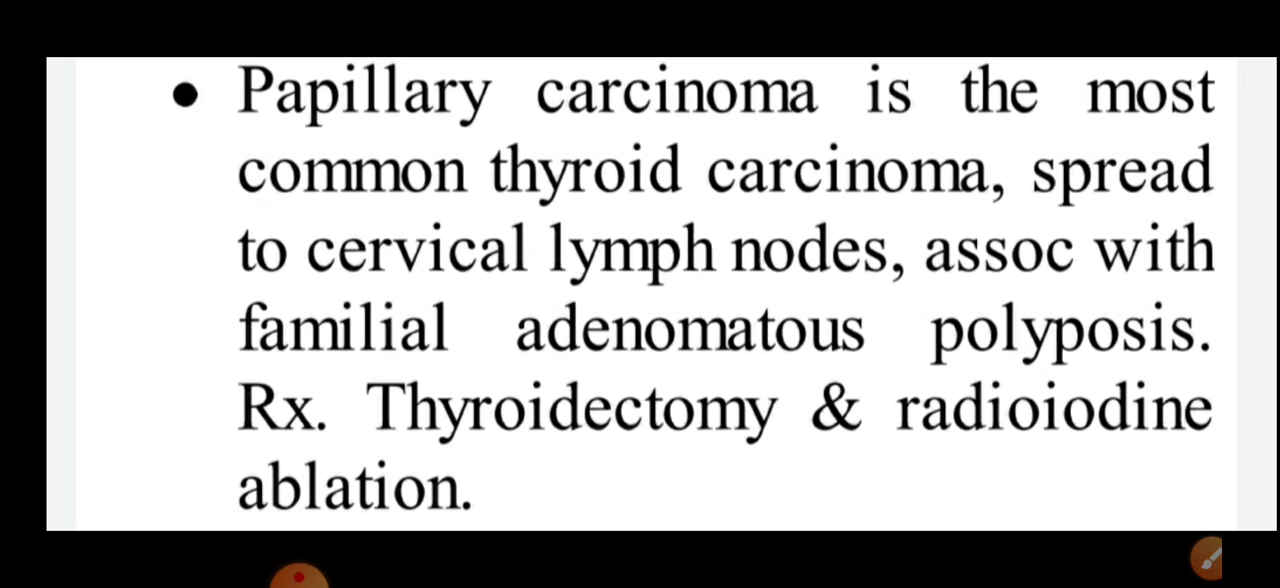 • Papillary carcinoma is the most
common thyroid carcinoma, spread
to cervical lymph nodes, assoc with
familial adenomatous polyposis.
Rx. Thyroidectomy & radioiodine
ablation.